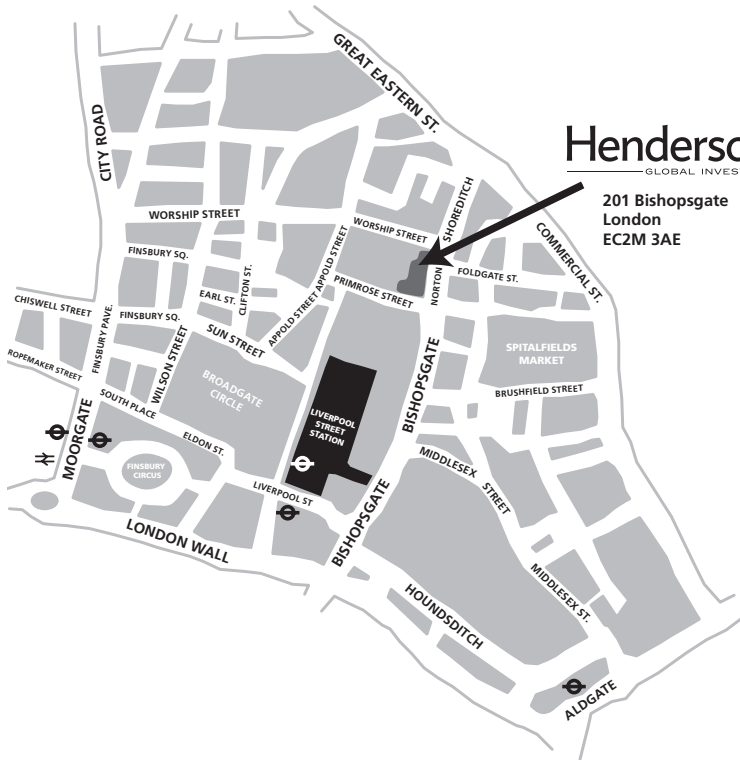 GREAT EASTERN ST.
CITY ROAD
Henderso
GLOBAL INVES
201 Bishopsgate
London
EC2M 3AE
SHOREDITCH
NORTON
COMMERCIAL ST.
WORSHIP STREET
WORSHIP STREET
FINSBURY SQ.
APPOLD STREET
FOLDGATE ST.
PRIMROSE STREET
CLIFTON ST.
EARL ST.
CHISWELL STREET
FINSBURY PAVE.
FINSBURY SQ.
APPOLD STREET
SUN STREET
WILSON STREET
ROPEMAKER STREET
SPITALFIELDS
MARKET
BISHOPSGATE
BROADGATE
CIRCLE
BRUSHFIELD STREET
SOUTH PLACE
LIVERPOOL
STREET
STATION
MOORGATE
ELDON ST.
FINSBURY
CIRCUS
MIDDLESEX
STREET
LIVERPOOL ST
BISHOPSGATE
LONDON WALL
MIDDLESEX ST.
HOUNDSDITCH
ALDGATE